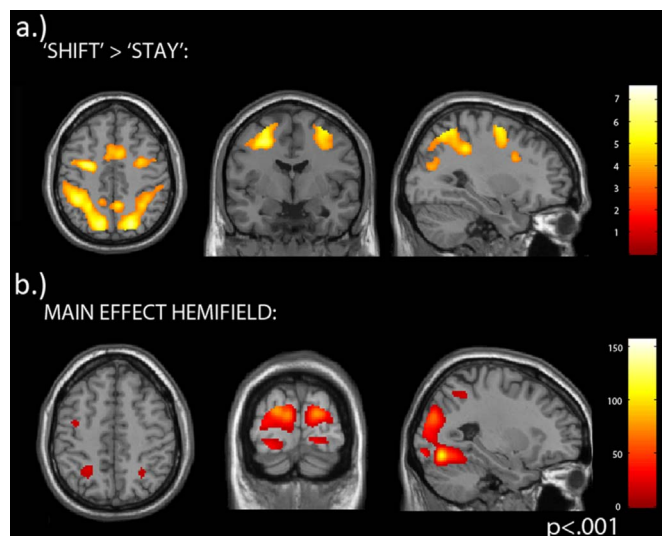 a.)
'SHIFT' > 'STAY':
7
6
5
4
3
2
1
b.)
MAIN EFFECT HEMIFIELD:
150
100
50
0
p<.001